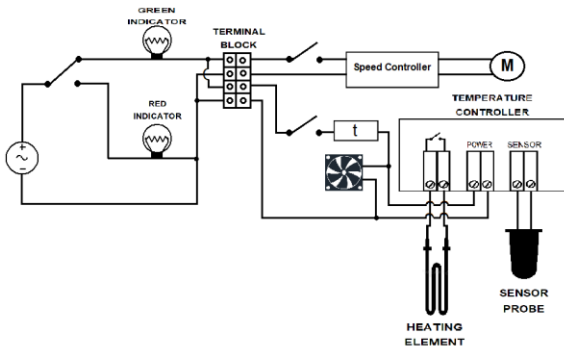 GREEN
INDICATOR
TERMINAL
BLOCK
Speed Controller
M
RED
INDICATOR
t
TEMPERATURE
CONTROLLER
POWER
SENSOR
SENSOR
PROBE
HEATING
ELEMENT